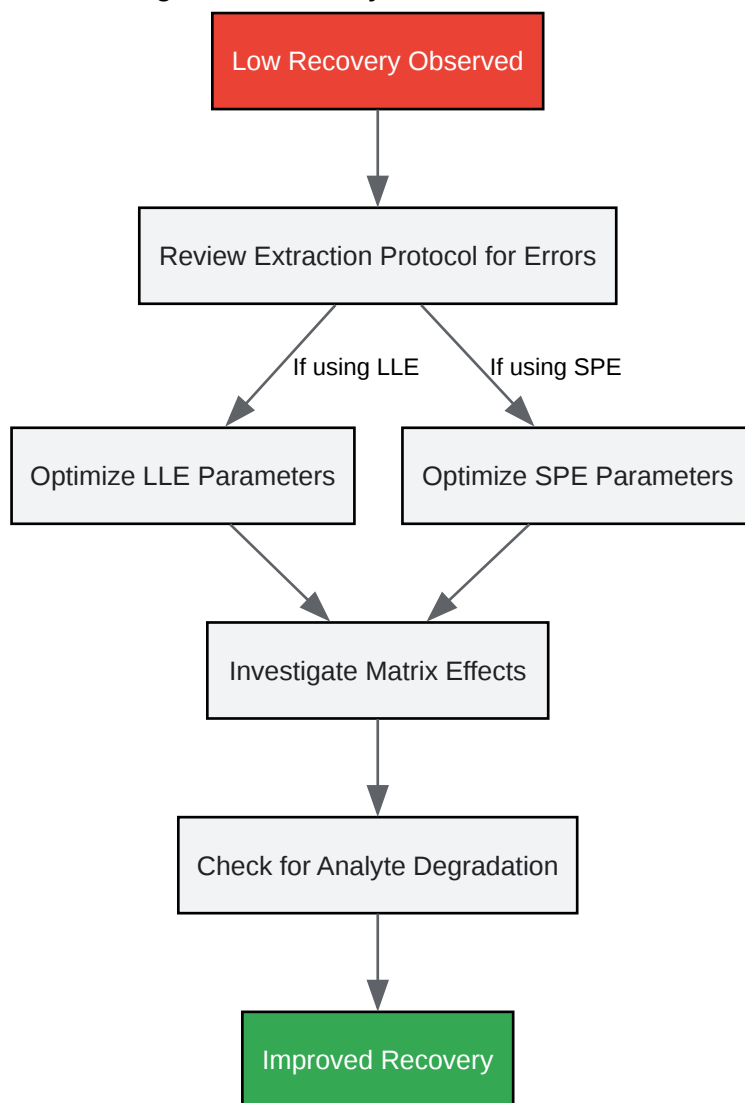 Low Recovery Observed
Review Extraction Protocol for Errors
If using LLE
If using SPE
Optimize LLE Parameters
Optimize SPE Parameters
Investigate Matrix Effects
Check for Analyte Degradation
Improved Recovery